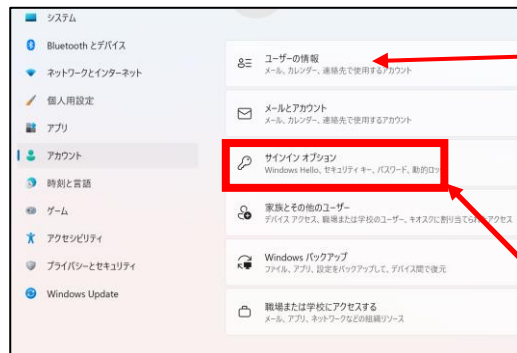 システム
Bluetooth とデバイス
ネットワークとインターネット
個人用設定
アプリ
アカウント
時刻と言語
ゲーム
アクセシビリティ
プライバシーとセキュリティ
Windows Update
ユーザーの情報
メール、カレンダー、連絡先で使用するアカウント
メールとアカウント
メール、カレンダー、連絡先で使用するアカウント
サインイン オプション
Windows Hello、セキュリティ キー、パスワード、動的ロッ
家族とその他のユーザー
デバイス アクセス、職場または学校のユーザー、キオスクに割り当てられたアクセス
Windows バックアップ
ファイル、アプリ、設定をバックアップして、デバイス間で復元
職場または学校にアクセスする
メール、アプリ、ネットワークなどの組織リソース